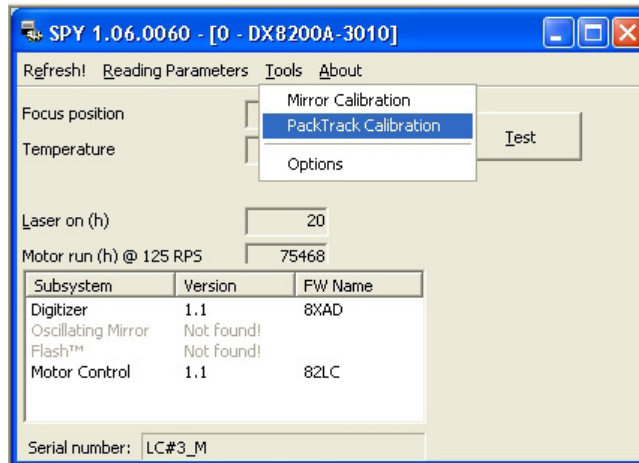 SPY 1.06.0060 - [0 - DX8200A-3010]
Refresh! Reading Parameters Tools About
Mirror Calibration
PackTrack Calibration
Options
Focus position
Temperature
Test
Laser on (h) 20
Motor run (h) @ 125 RPS 75468
Subsystem Version FW Name
Digitizer 1.1 8XAD
Oscillating Mirror Not found!
Flash™ Not found!
Motor Control 1.1 82LC
Serial number: LC#3_M